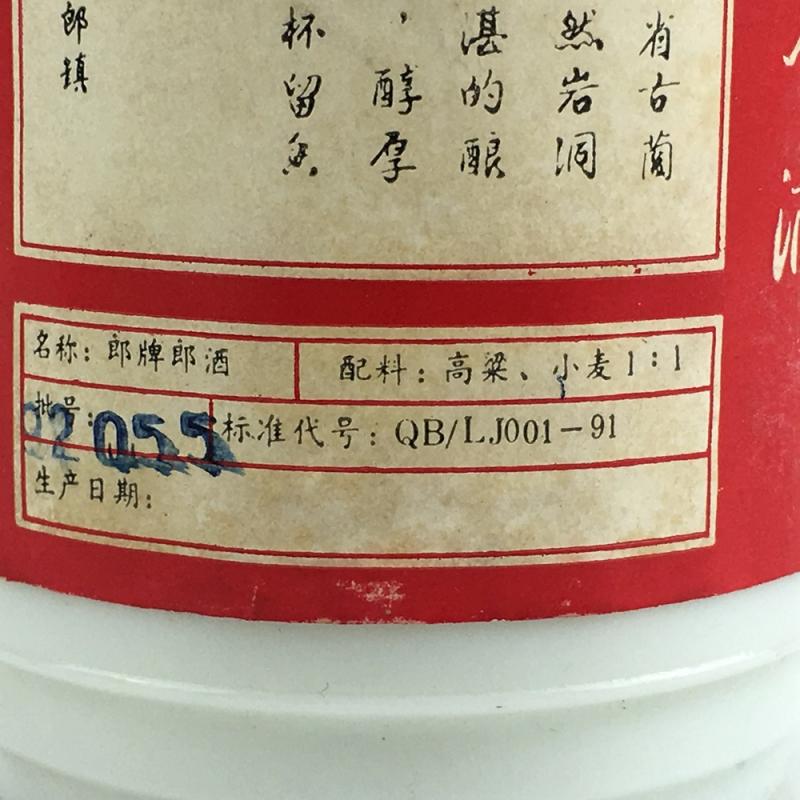 省古蔺
然岩洞
湛的酿
，醇厚
杯留
郎镇
名称：郎牌郎酒
配料：高粱、小麦1：1
批号：
22 055
标准代号：QB/LJ001－91
生产日期：